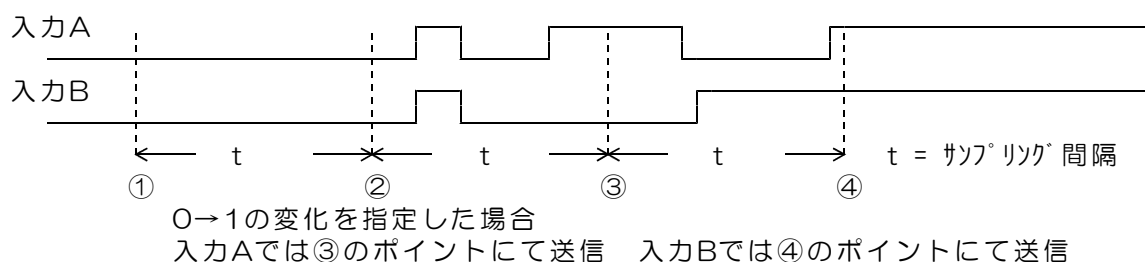 入力A
入力B
t t t t = ｻﾝﾌﾟﾘﾝｸﾞ間隔
① ② ③ ④
0→1の変化を指定した場合
入力Aでは③のポイントにて送信 入力Bでは④のポイントにて送信